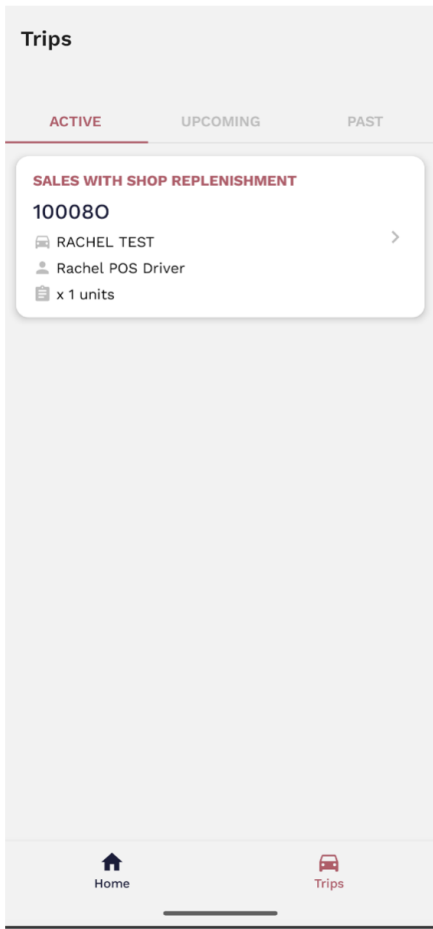 Trips
ACTIVE UPCOMING PAST
SALES WITH SHOP REPLENISHMENT
10008O
RACHEL TEST
Rachel POS Driver
x 1 units
Home Trips